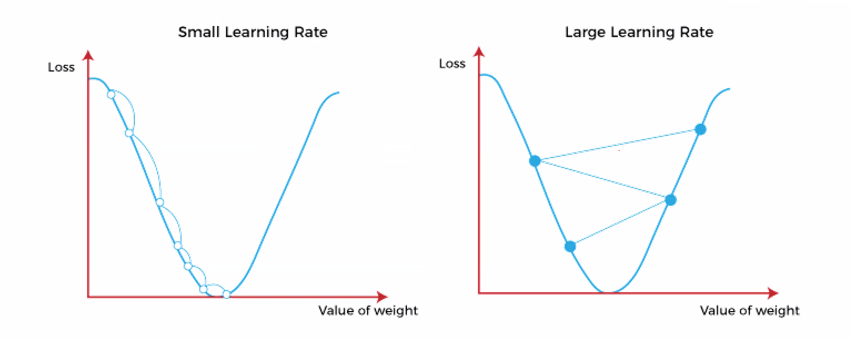 Small Learning Rate
Large Learning Rate
Loss
Loss
Value of weight
Value of weight